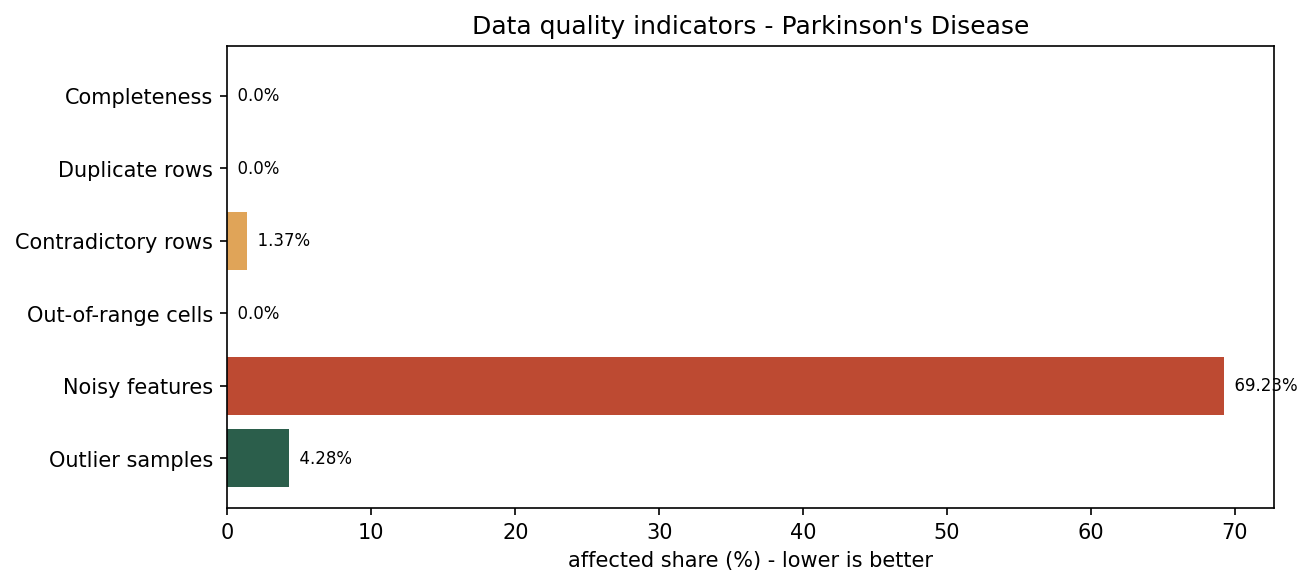 Data quality indicators - Parkinson's Disease
Completeness 0.0%
Duplicate rows 0.0%
Contradictory rows 1.37%
Out-of-range cells 0.0%
Noisy features 69.23%
Outlier samples 4.28%
0 10 20 30 40 50 60 70
affected share (%) - lower is better